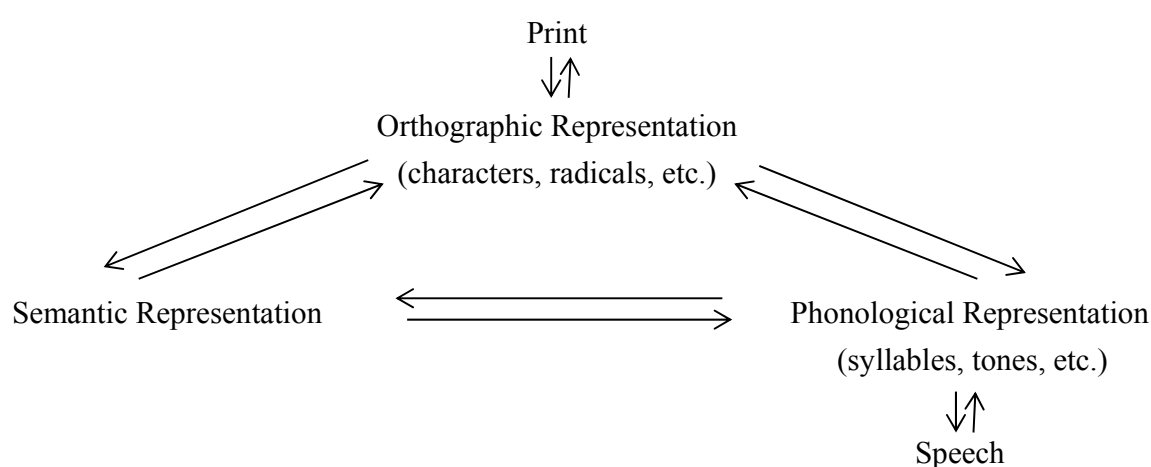 Print
Orthographic Representation
(characters, radicals, etc.)
Semantic Representation
Phonological Representation
(syllables, tones, etc.)
Speech